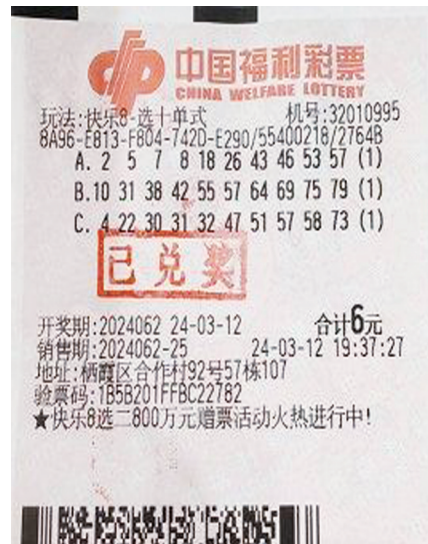 中国福利彩票
CHINA WELFARE LOTTERY
玩法:快乐8-选十单式 机号:32010995
8A96-E813-F804-742D-E290/55400218/2764B
A. 2 5 7 8 18 26 43 46 53 57 (1)
B.10 31 38 42 55 57 64 69 75 79 (1)
C. 4 22 30 31 32 47 51 57 58 73 (1)
已兑奖
开奖期:2024062 24-03-12 合计6元
销售期:2024062-25 24-03-12 19:37:27
地址:栖霞区合作村92号57栋107
验票码:1B5B201FFBC22782
★快乐8选二800万元赠票活动火热进行中!